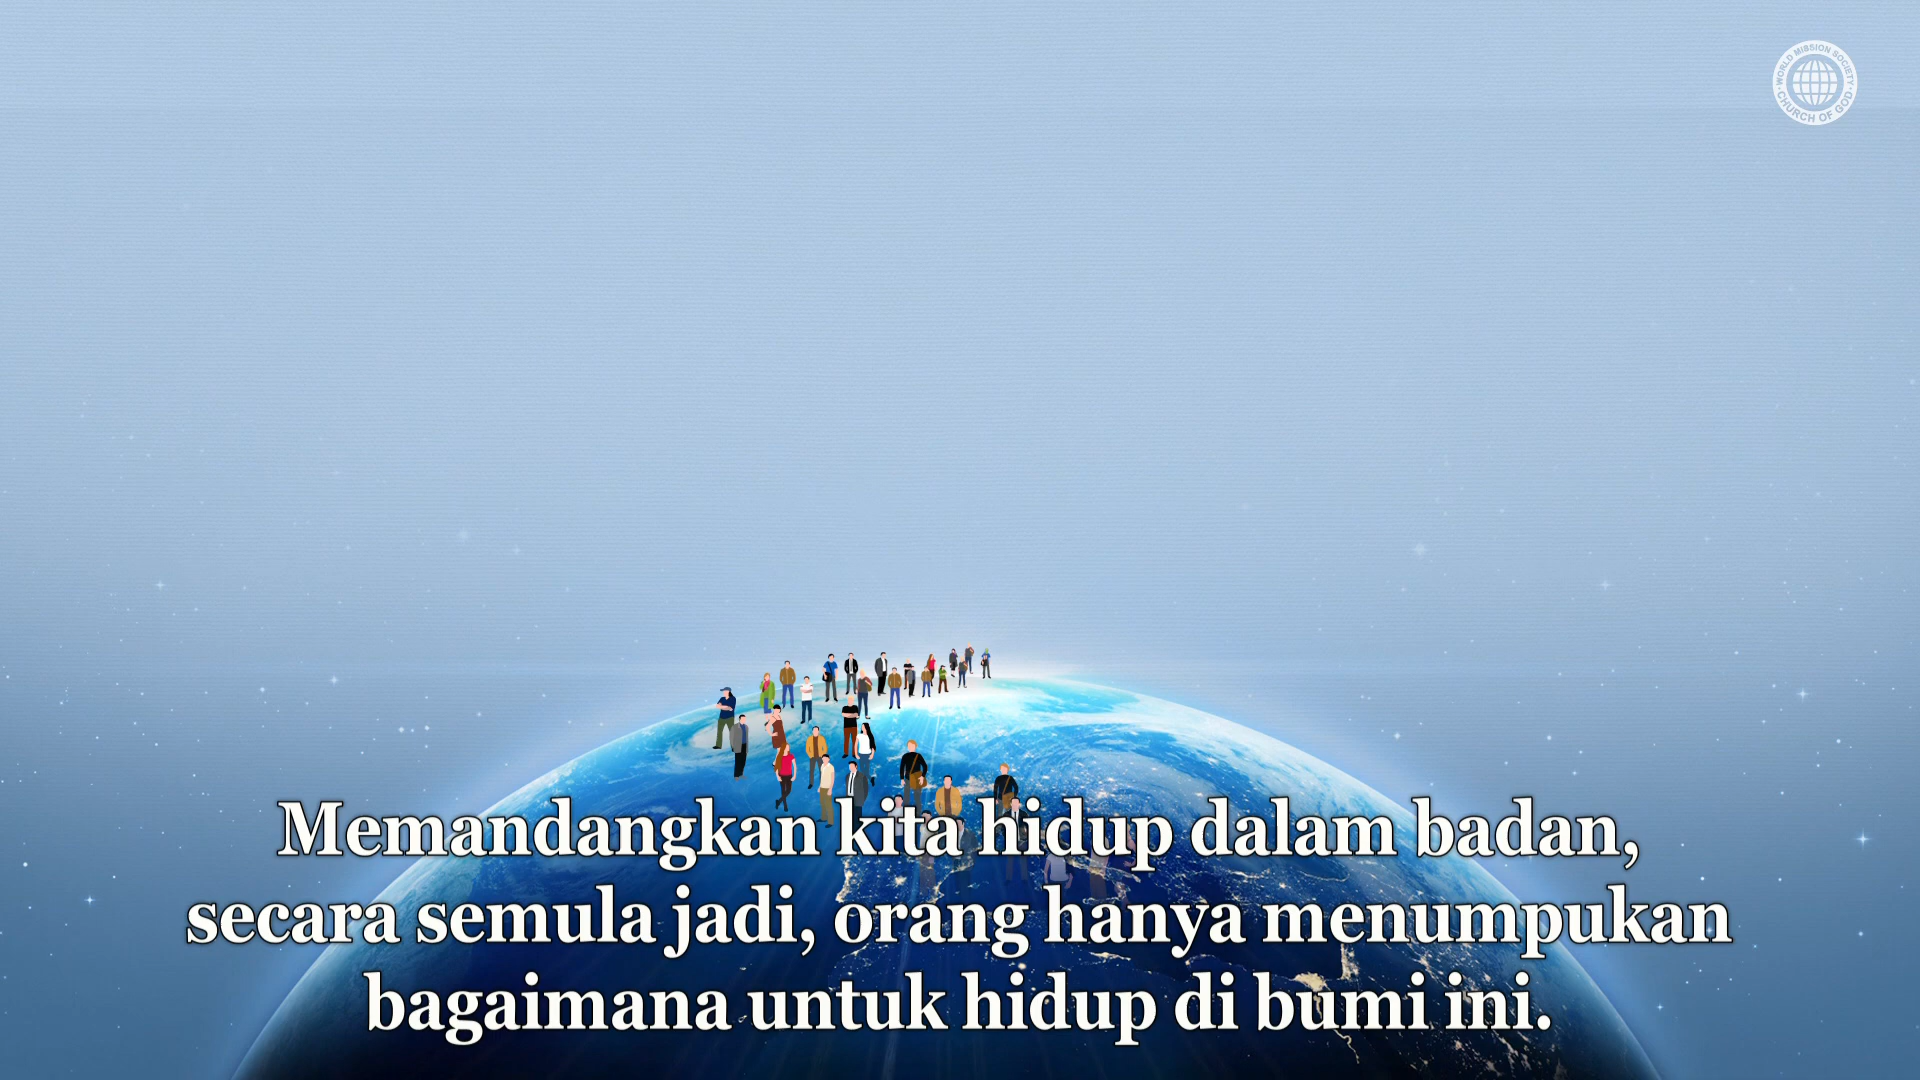 WORLD MISSION SOCIETY
CHURCH OF GOD
Memandangkan kita hidup dalam badan,
secara semula jadi, orang hanya menumpukan
bagaimana untuk hidup di bumi ini.